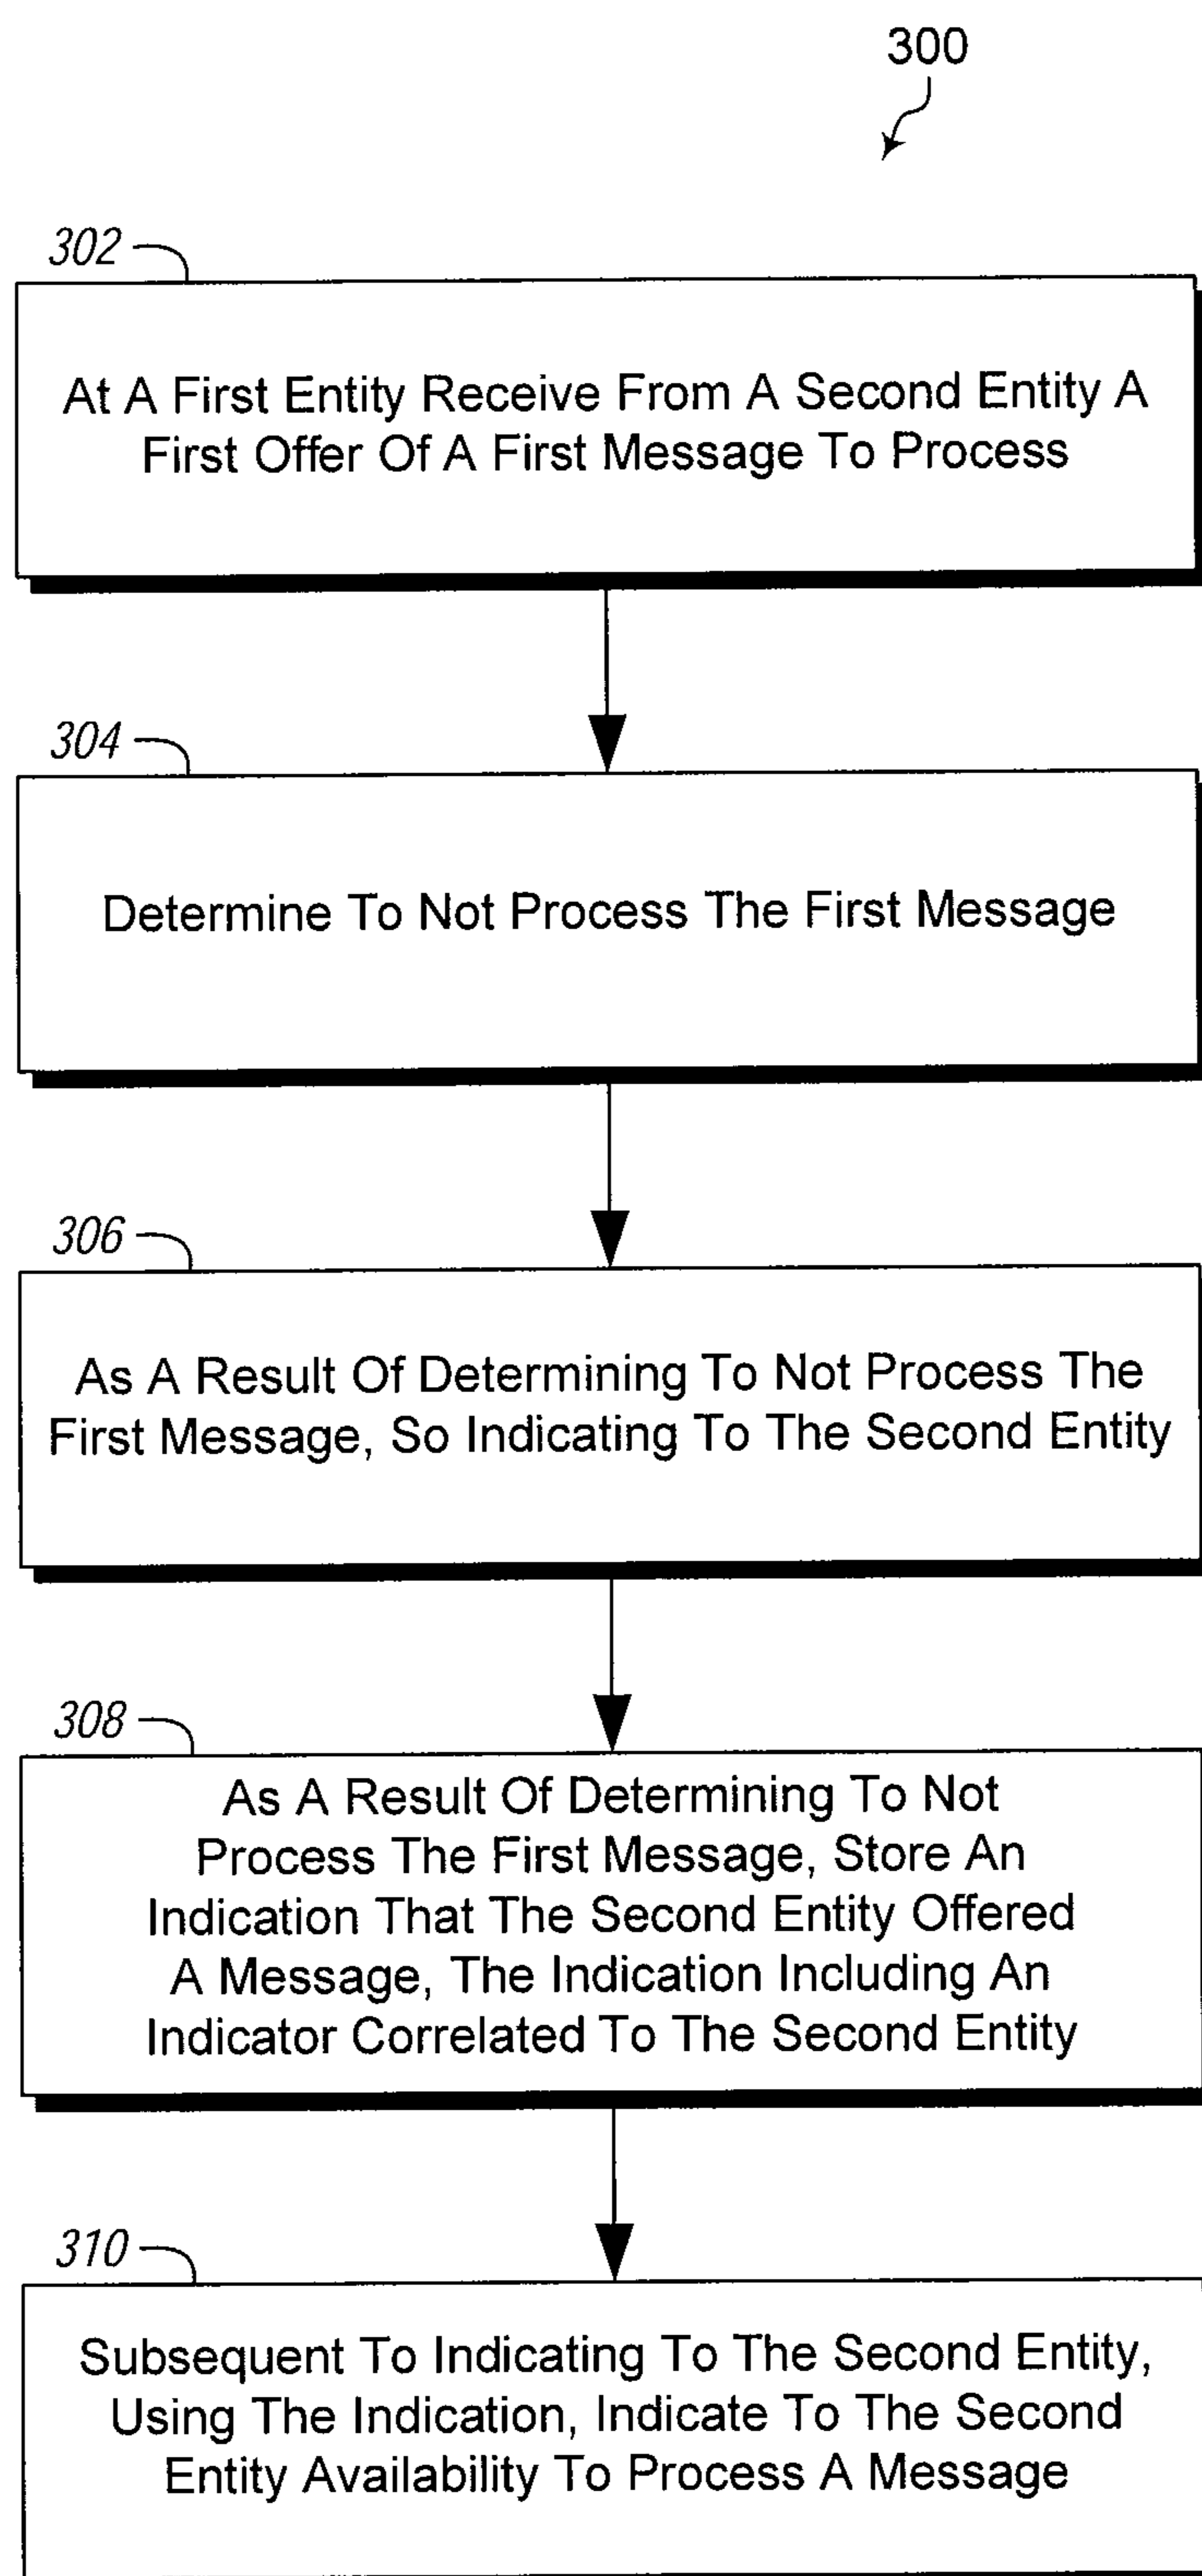 300
302
At A First Entity Receive From A Second Entity A
First Offer Of A First Message To Process
304
Determine To Not Process The First Message
306
As A Result Of Determining To Not Process The
First Message, So Indicating To The Second Entity
308
As A Result Of Determining To Not
Process The First Message, Store An
Indication That The Second Entity Offered
A Message, The Indication Including An
Indicator Correlated To The Second Entity
310
Subsequent To Indicating To The Second Entity,
Using The Indication, Indicate To The Second
Entity Availability To Process A Message